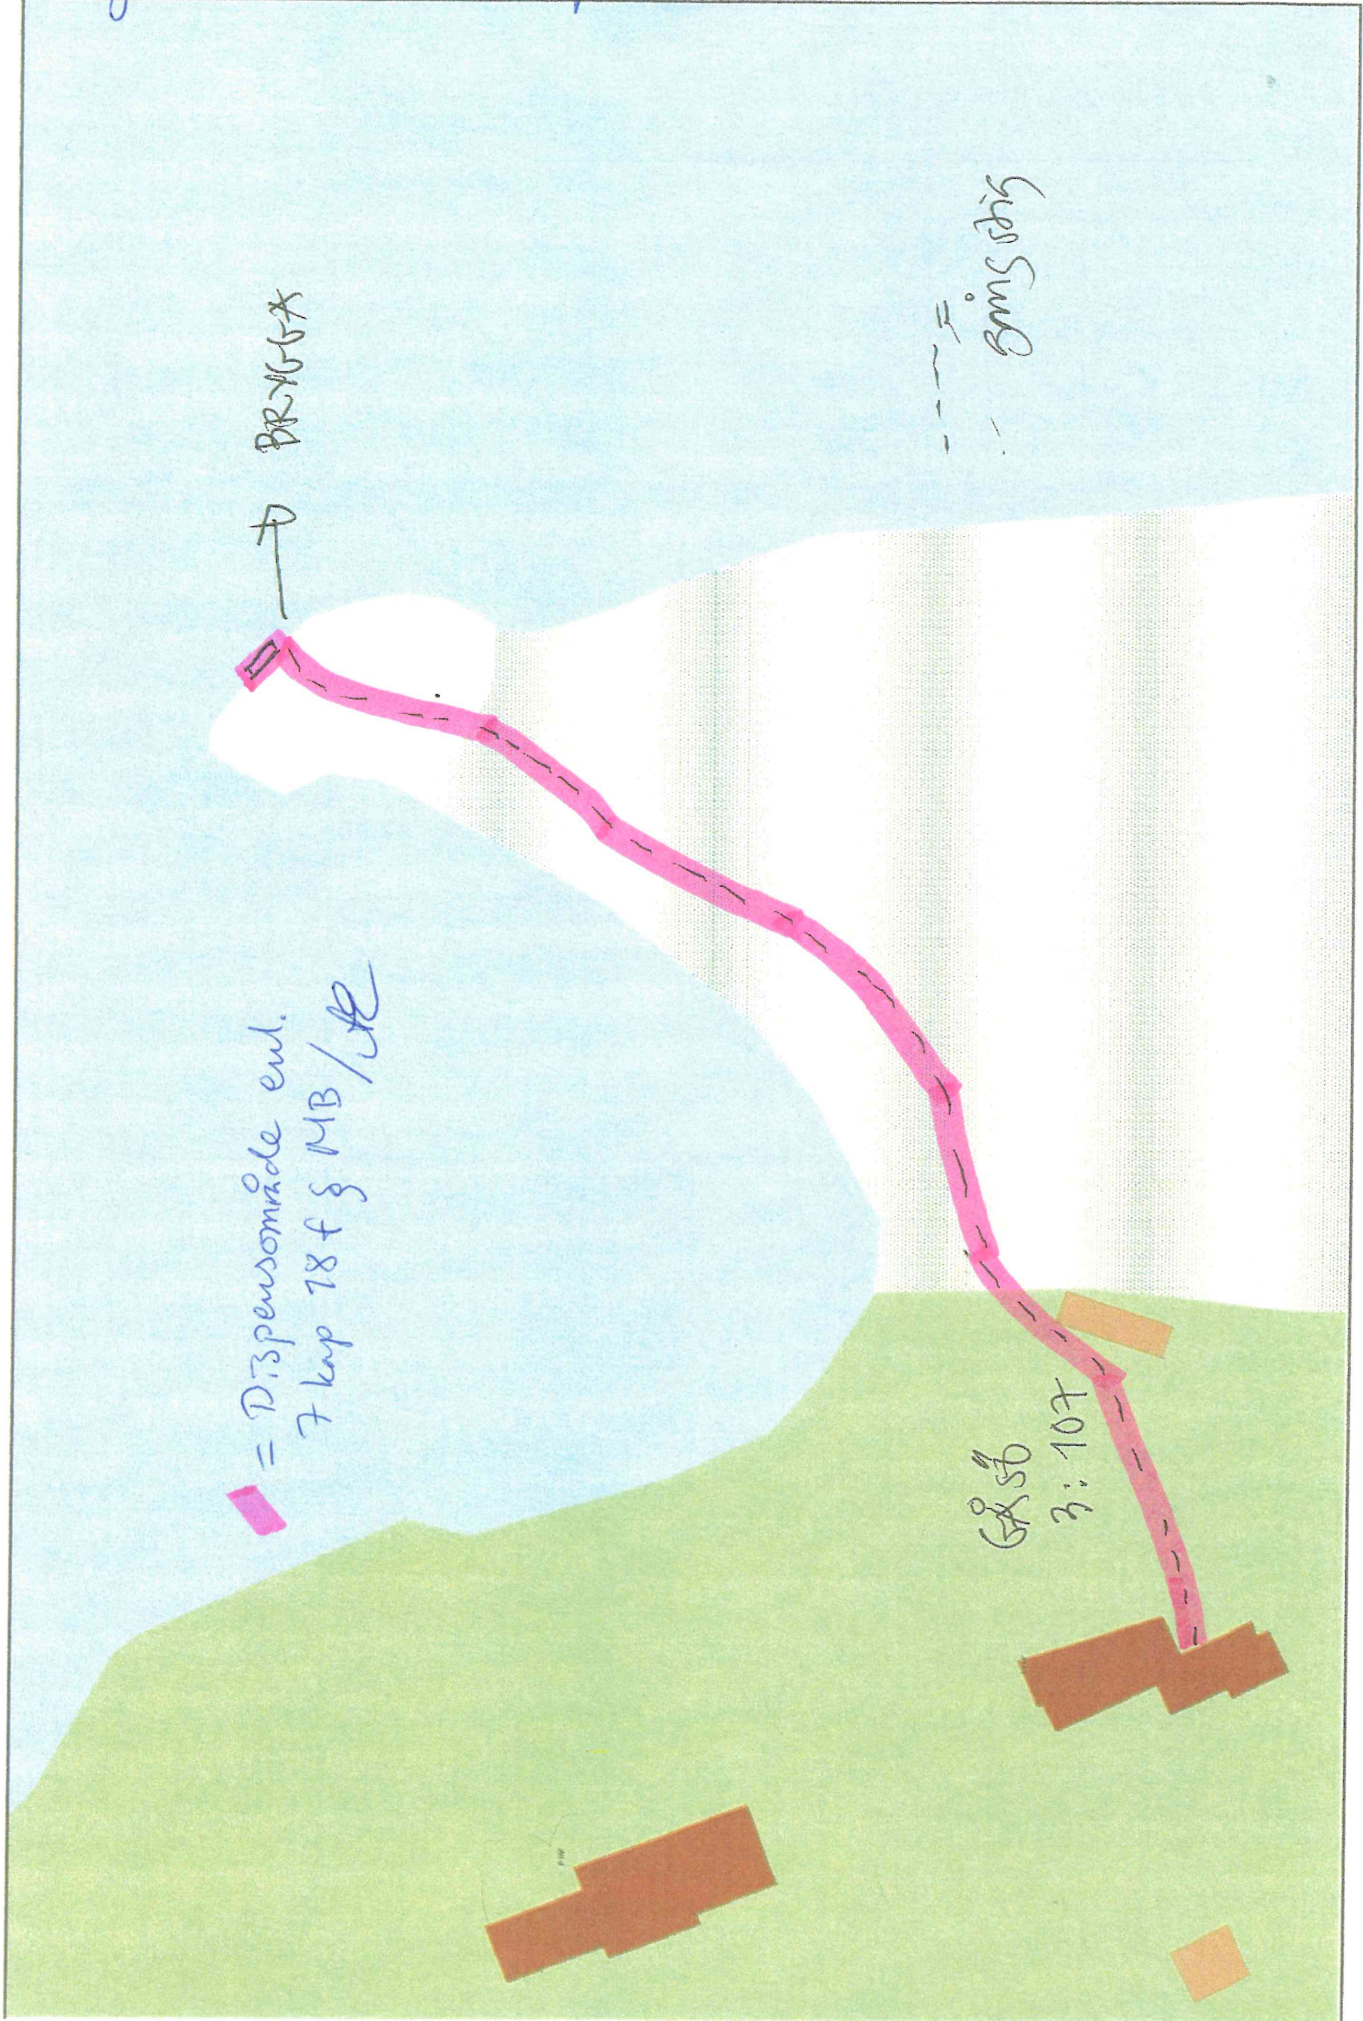 → BRYGGA
---- =
Gångstig
= Dispensområde enl.
7 kap 18 f § MB /
GÅSÖ
3:107